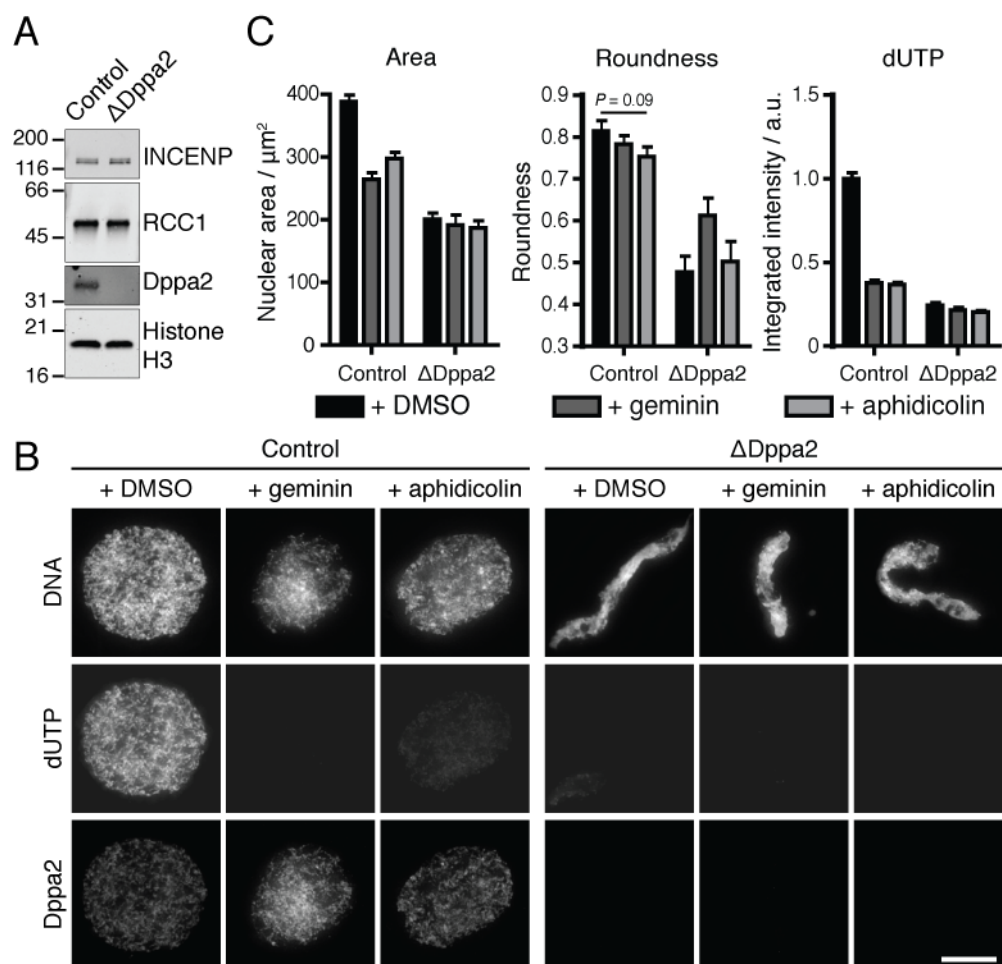 A
Control
ΔDppa2
200
116
INCENP
66
45
RCC1
31
Dppa2
21
16
Histone
H3
C
Area
Nuclear area / µm²
400
300
200
100
0
Control ΔDppa2
Roundness
Roundness
0.9
0.8
0.7
0.6
0.5
0.4
0.3
P = 0.09
Control ΔDppa2
dUTP
Integrated intensity / a.u.
1.5
1.0
0.5
0
Control ΔDppa2
+ DMSO + geminin + aphidicolin
B
Control ΔDppa2
+ DMSO + geminin + aphidicolin + DMSO + geminin + aphidicolin
DNA
dUTP
Dppa2